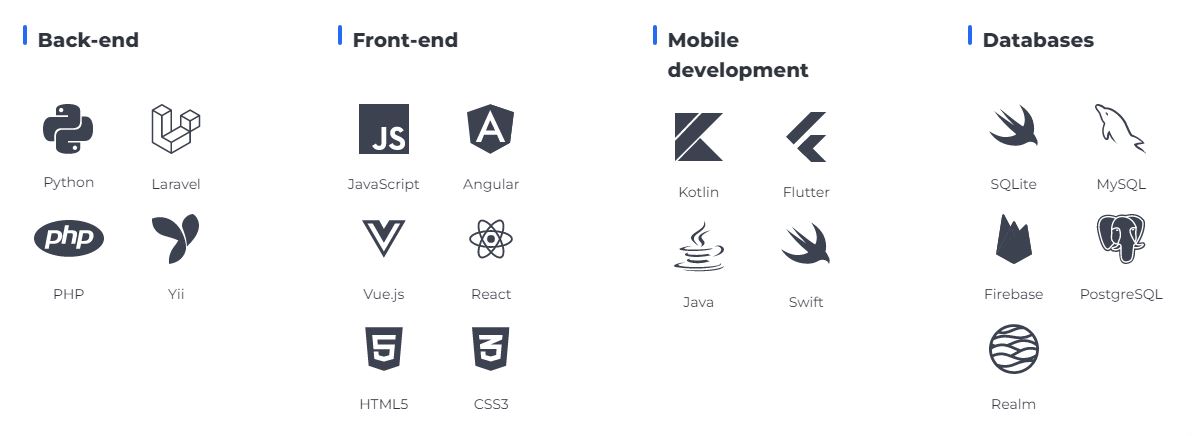 Back-end
Python
Laravel
php
PHP
Yii
Front-end
JS
JavaScript
A
Angular
Vue.js
React
5
HTML5
3
CSS3
Mobile
development
Kotlin
Flutter
Java
Swift
Databases
SQLite
MySQL
Firebase
PostgreSQL
Realm